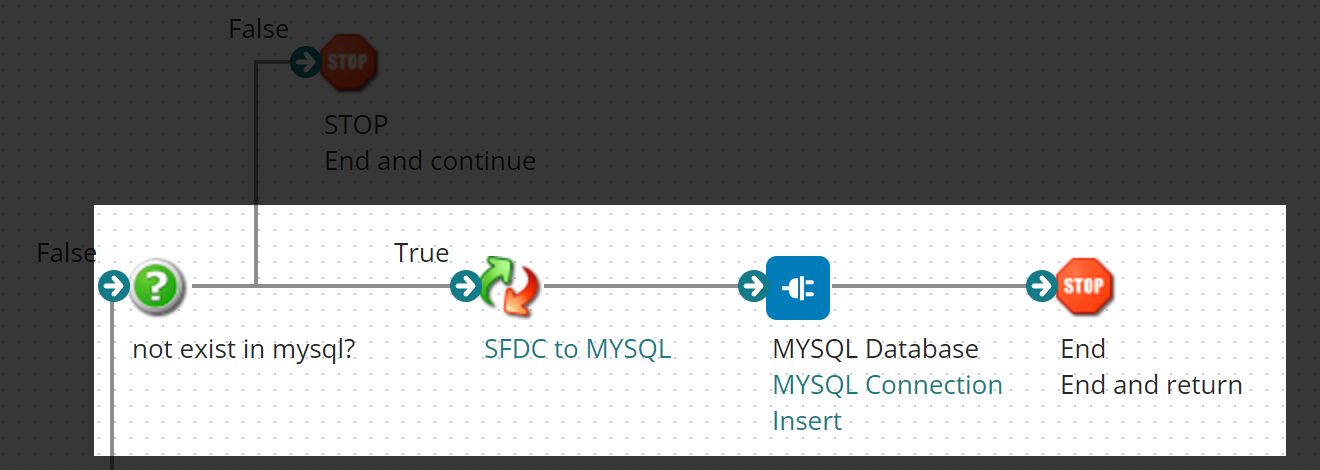 False
STOP
STOP
End and continue
False
True
STOP
not exist in mysql?
SFDC to MYSQL
MYSQL Database
MYSQL Connection
Insert
End
End and return